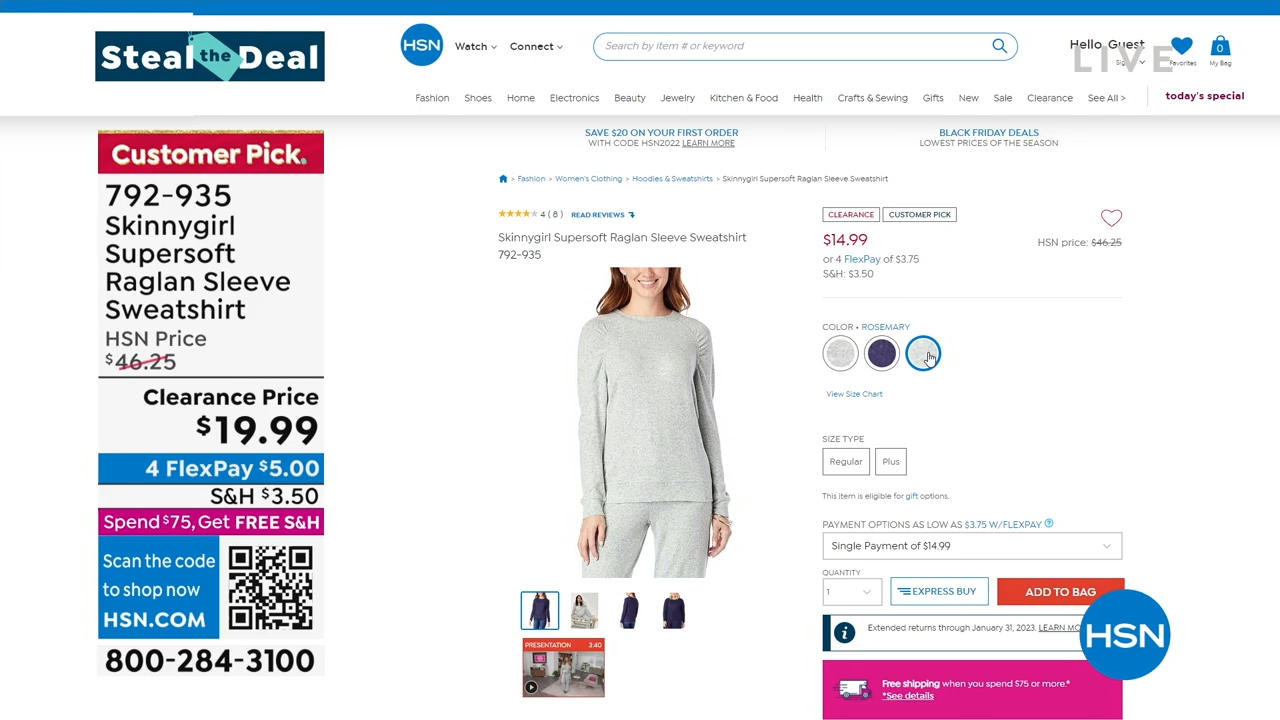 Steal the Deal
HSN
Watch
Connect
Search by item # or keyword
Hello, Guest
LIVE
Favorites
0
My Bag
Fashion Shoes Home Electronics Beauty Jewelry Kitchen & Food Health Crafts & Sewing Gifts New Sale Clearance See All >
today's special
SAVE $20 ON YOUR FIRST ORDER
WITH CODE HSN2022 LEARN MORE
BLACK FRIDAY DEALS
LOWEST PRICES OF THE SEASON
Customer Pick.
792-935
Skinnygirl
Supersoft
Raglan Sleeve
Sweatshirt
HSN Price
$46.25
Clearance Price
$19.99
4 FlexPay $5.00
S&H $3.50
Spend $75, Get FREE S&H
Scan the code
to shop now
HSN.COM
800-284-3100
> Fashion > Women's Clothing > Hoodies & Sweatshirts > Skinnygirl Supersoft Raglan Sleeve Sweatshirt
4 ( 8 ) READ REVIEWS
Skinnygirl Supersoft Raglan Sleeve Sweatshirt
792-935
PRESENTATION 3:40
CLEARANCE CUSTOMER PICK
$14.99
HSN price: $46.25
or 4 FlexPay of $3.75
S&H: $3.50
COLOR • ROSEMARY
View Size Chart
SIZE TYPE
Regular Plus
This item is eligible for gift options.
PAYMENT OPTIONS AS LOW AS $3.75 W/FLEXPAY ?
Single Payment of $14.99
QUANTITY
1
EXPRESS BUY
ADD TO BAG
Extended returns through January 31, 2023. LEARN
HSN
Free shipping when you spend $75 or more.*
*See details